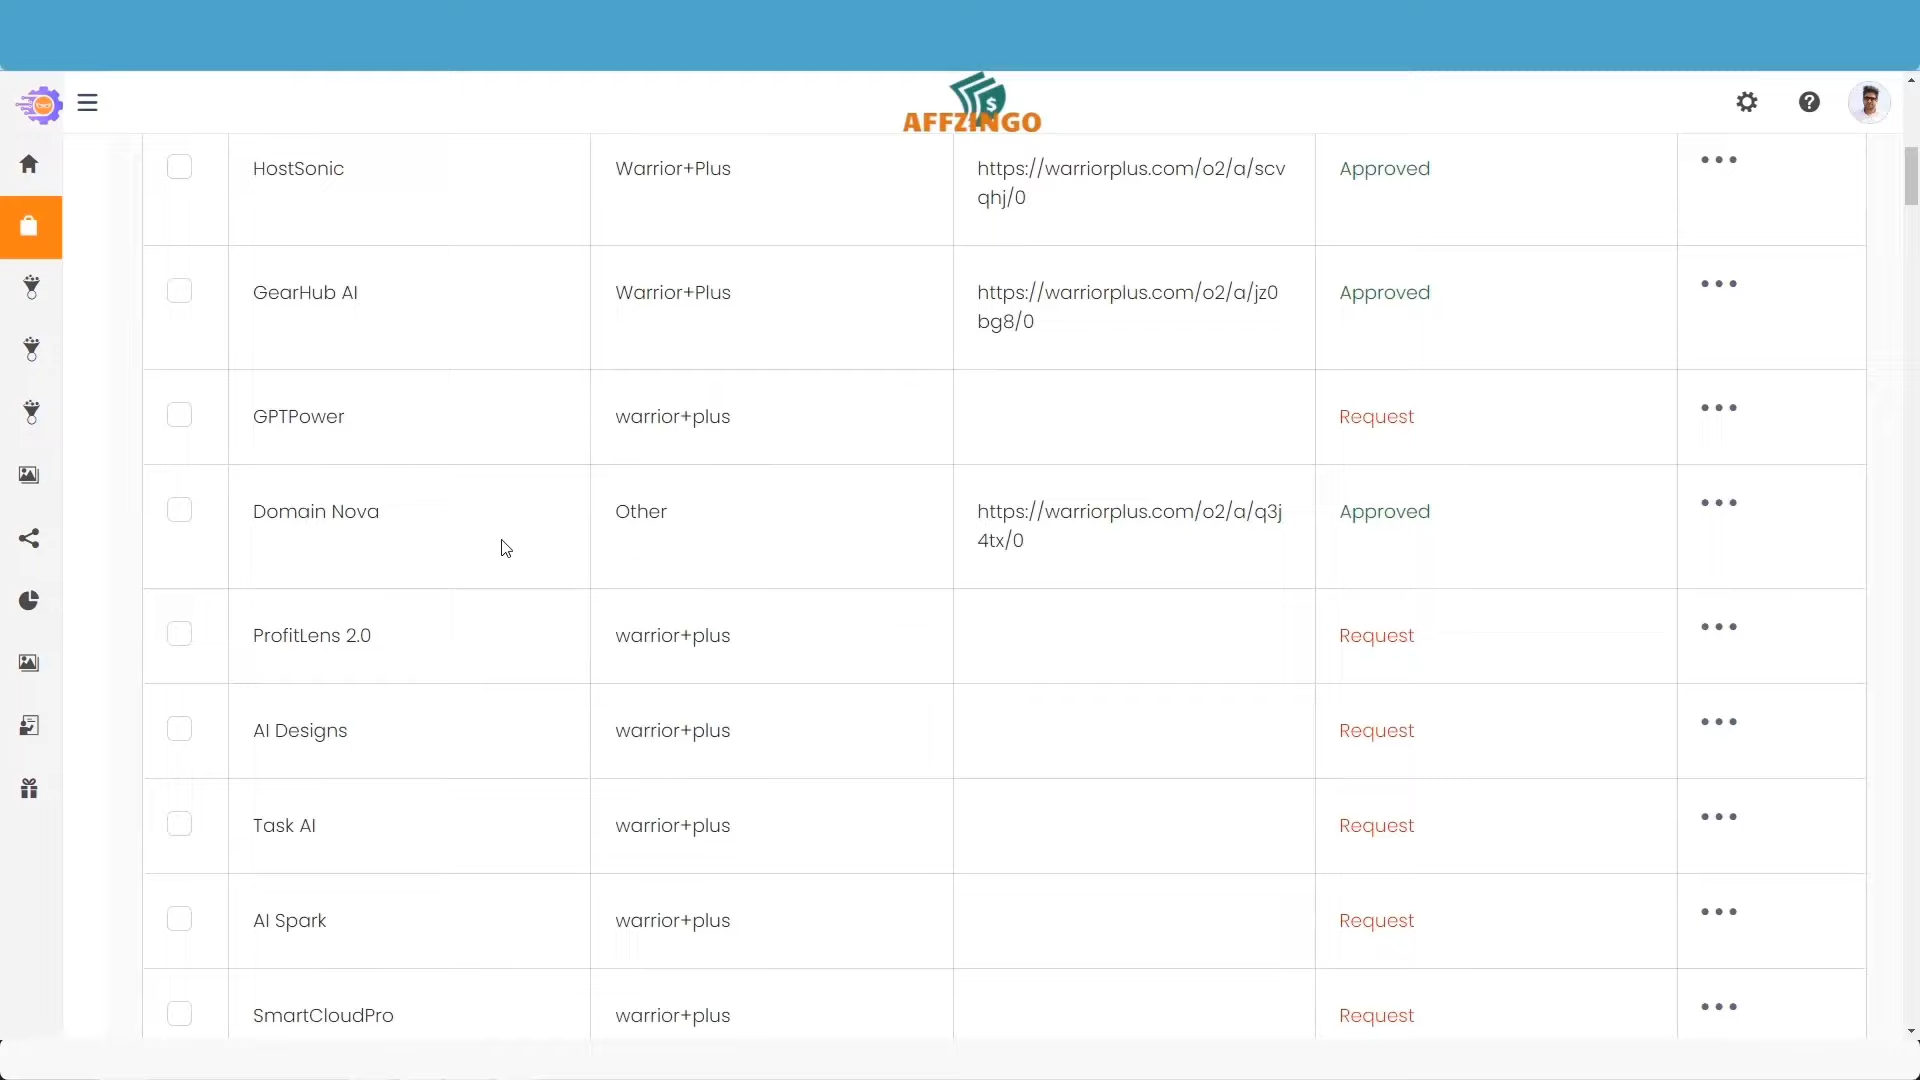 AFFZINGO
HostSonic Warrior+Plus https://warriorplus.com/o2/a/scv Approved
qhj/0
GearHub AI Warrior+Plus https://warriorplus.com/o2/a/jz0 Approved
bg8/0
GPTPower warrior+plus Request
Domain Nova Other https://warriorplus.com/o2/a/q3j Approved
4tx/0
ProfitLens 2.0 warrior+plus Request
AI Designs warrior+plus Request
Task AI warrior+plus Request
AI Spark warrior+plus Request
SmartCloudPro warrior+plus Request